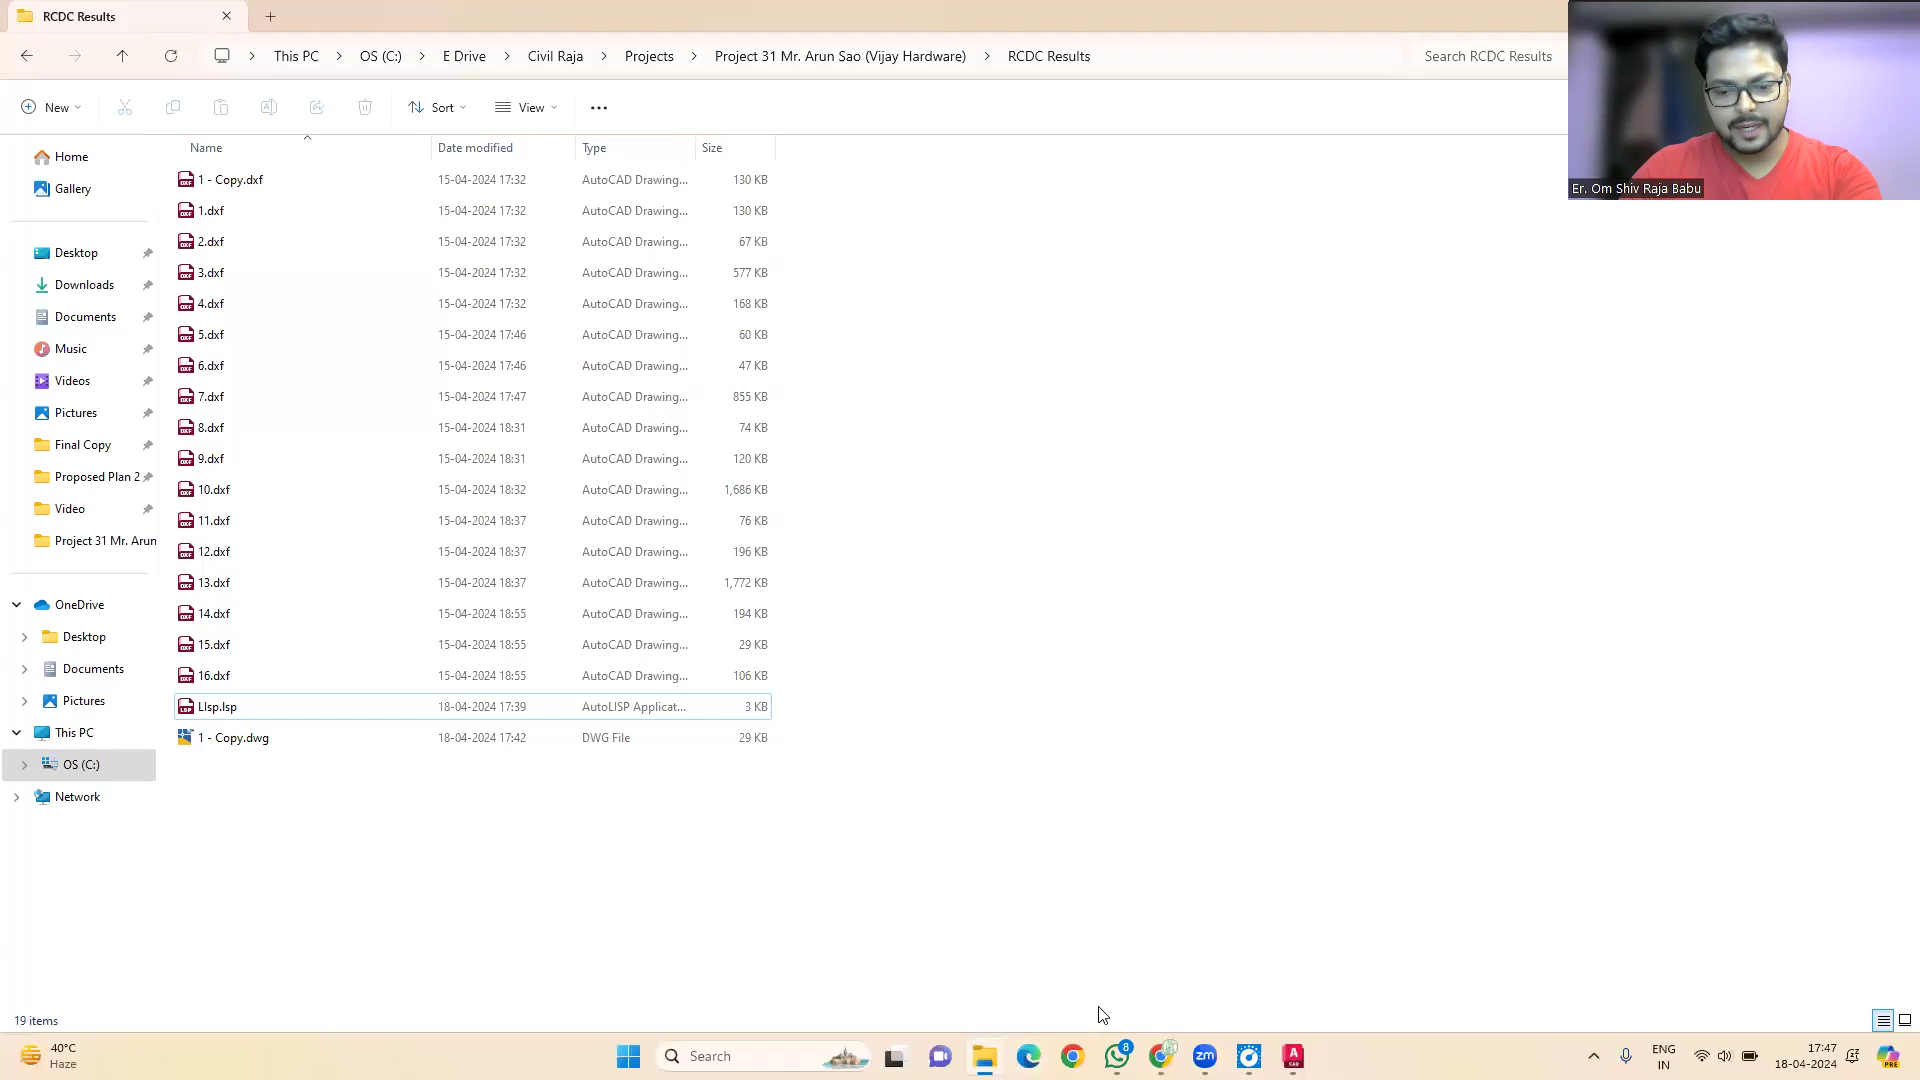 RCDC Results
This PC
OS (C:)
E Drive
Civil Raja
Projects
Project 31 Mr. Arun Sao (Vijay Hardware)
RCDC Results
Search RCDC Results
New
Sort
View
Name
Date modified
Type
Size
Home
Gallery
Desktop
Downloads
Documents
Music
Videos
Pictures
Final Copy
Proposed Plan 2
Video
Project 31 Mr. Arun
OneDrive
Desktop
Documents
Pictures
This PC
OS (C:)
Network
1 - Copy.dxf 15-04-2024 17:32 AutoCAD Drawing... 130 KB
1.dxf 15-04-2024 17:32 AutoCAD Drawing... 130 KB
2.dxf 15-04-2024 17:32 AutoCAD Drawing... 67 KB
3.dxf 15-04-2024 17:32 AutoCAD Drawing... 577 KB
4.dxf 15-04-2024 17:32 AutoCAD Drawing... 168 KB
5.dxf 15-04-2024 17:46 AutoCAD Drawing... 60 KB
6.dxf 15-04-2024 17:46 AutoCAD Drawing... 47 KB
7.dxf 15-04-2024 17:47 AutoCAD Drawing... 855 KB
8.dxf 15-04-2024 18:31 AutoCAD Drawing... 74 KB
9.dxf 15-04-2024 18:31 AutoCAD Drawing... 120 KB
10.dxf 15-04-2024 18:32 AutoCAD Drawing... 1,686 KB
11.dxf 15-04-2024 18:37 AutoCAD Drawing... 76 KB
12.dxf 15-04-2024 18:37 AutoCAD Drawing... 196 KB
13.dxf 15-04-2024 18:37 AutoCAD Drawing... 1,772 KB
14.dxf 15-04-2024 18:55 AutoCAD Drawing... 194 KB
15.dxf 15-04-2024 18:55 AutoCAD Drawing... 29 KB
16.dxf 15-04-2024 18:55 AutoCAD Drawing... 106 KB
LIsp.lsp 18-04-2024 17:39 AutoLISP Applicat... 3 KB
1 - Copy.dwg 18-04-2024 17:42 DWG File 29 KB
Er. Om Shiv Raja Babu
19 items
40°C
Haze
Search
8
zm
ENG
IN
17:47
18-04-2024
PRE